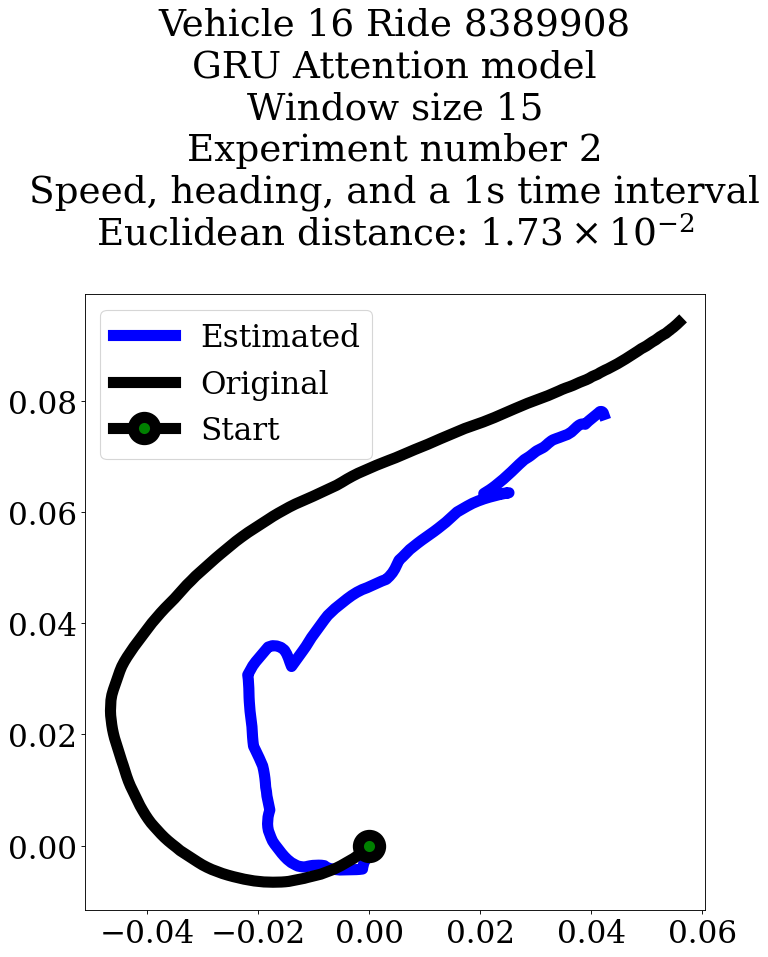 Vehicle 16 Ride 8389908
GRU Attention model
Window size 15
Experiment number 2
Speed, heading, and a 1s time interval
Euclidean distance: 1.73 × 10⁻²
Estimated
Original
Start
0.08
0.06
0.04
0.02
0.00
−0.04 −0.02 0.00 0.02 0.04 0.06